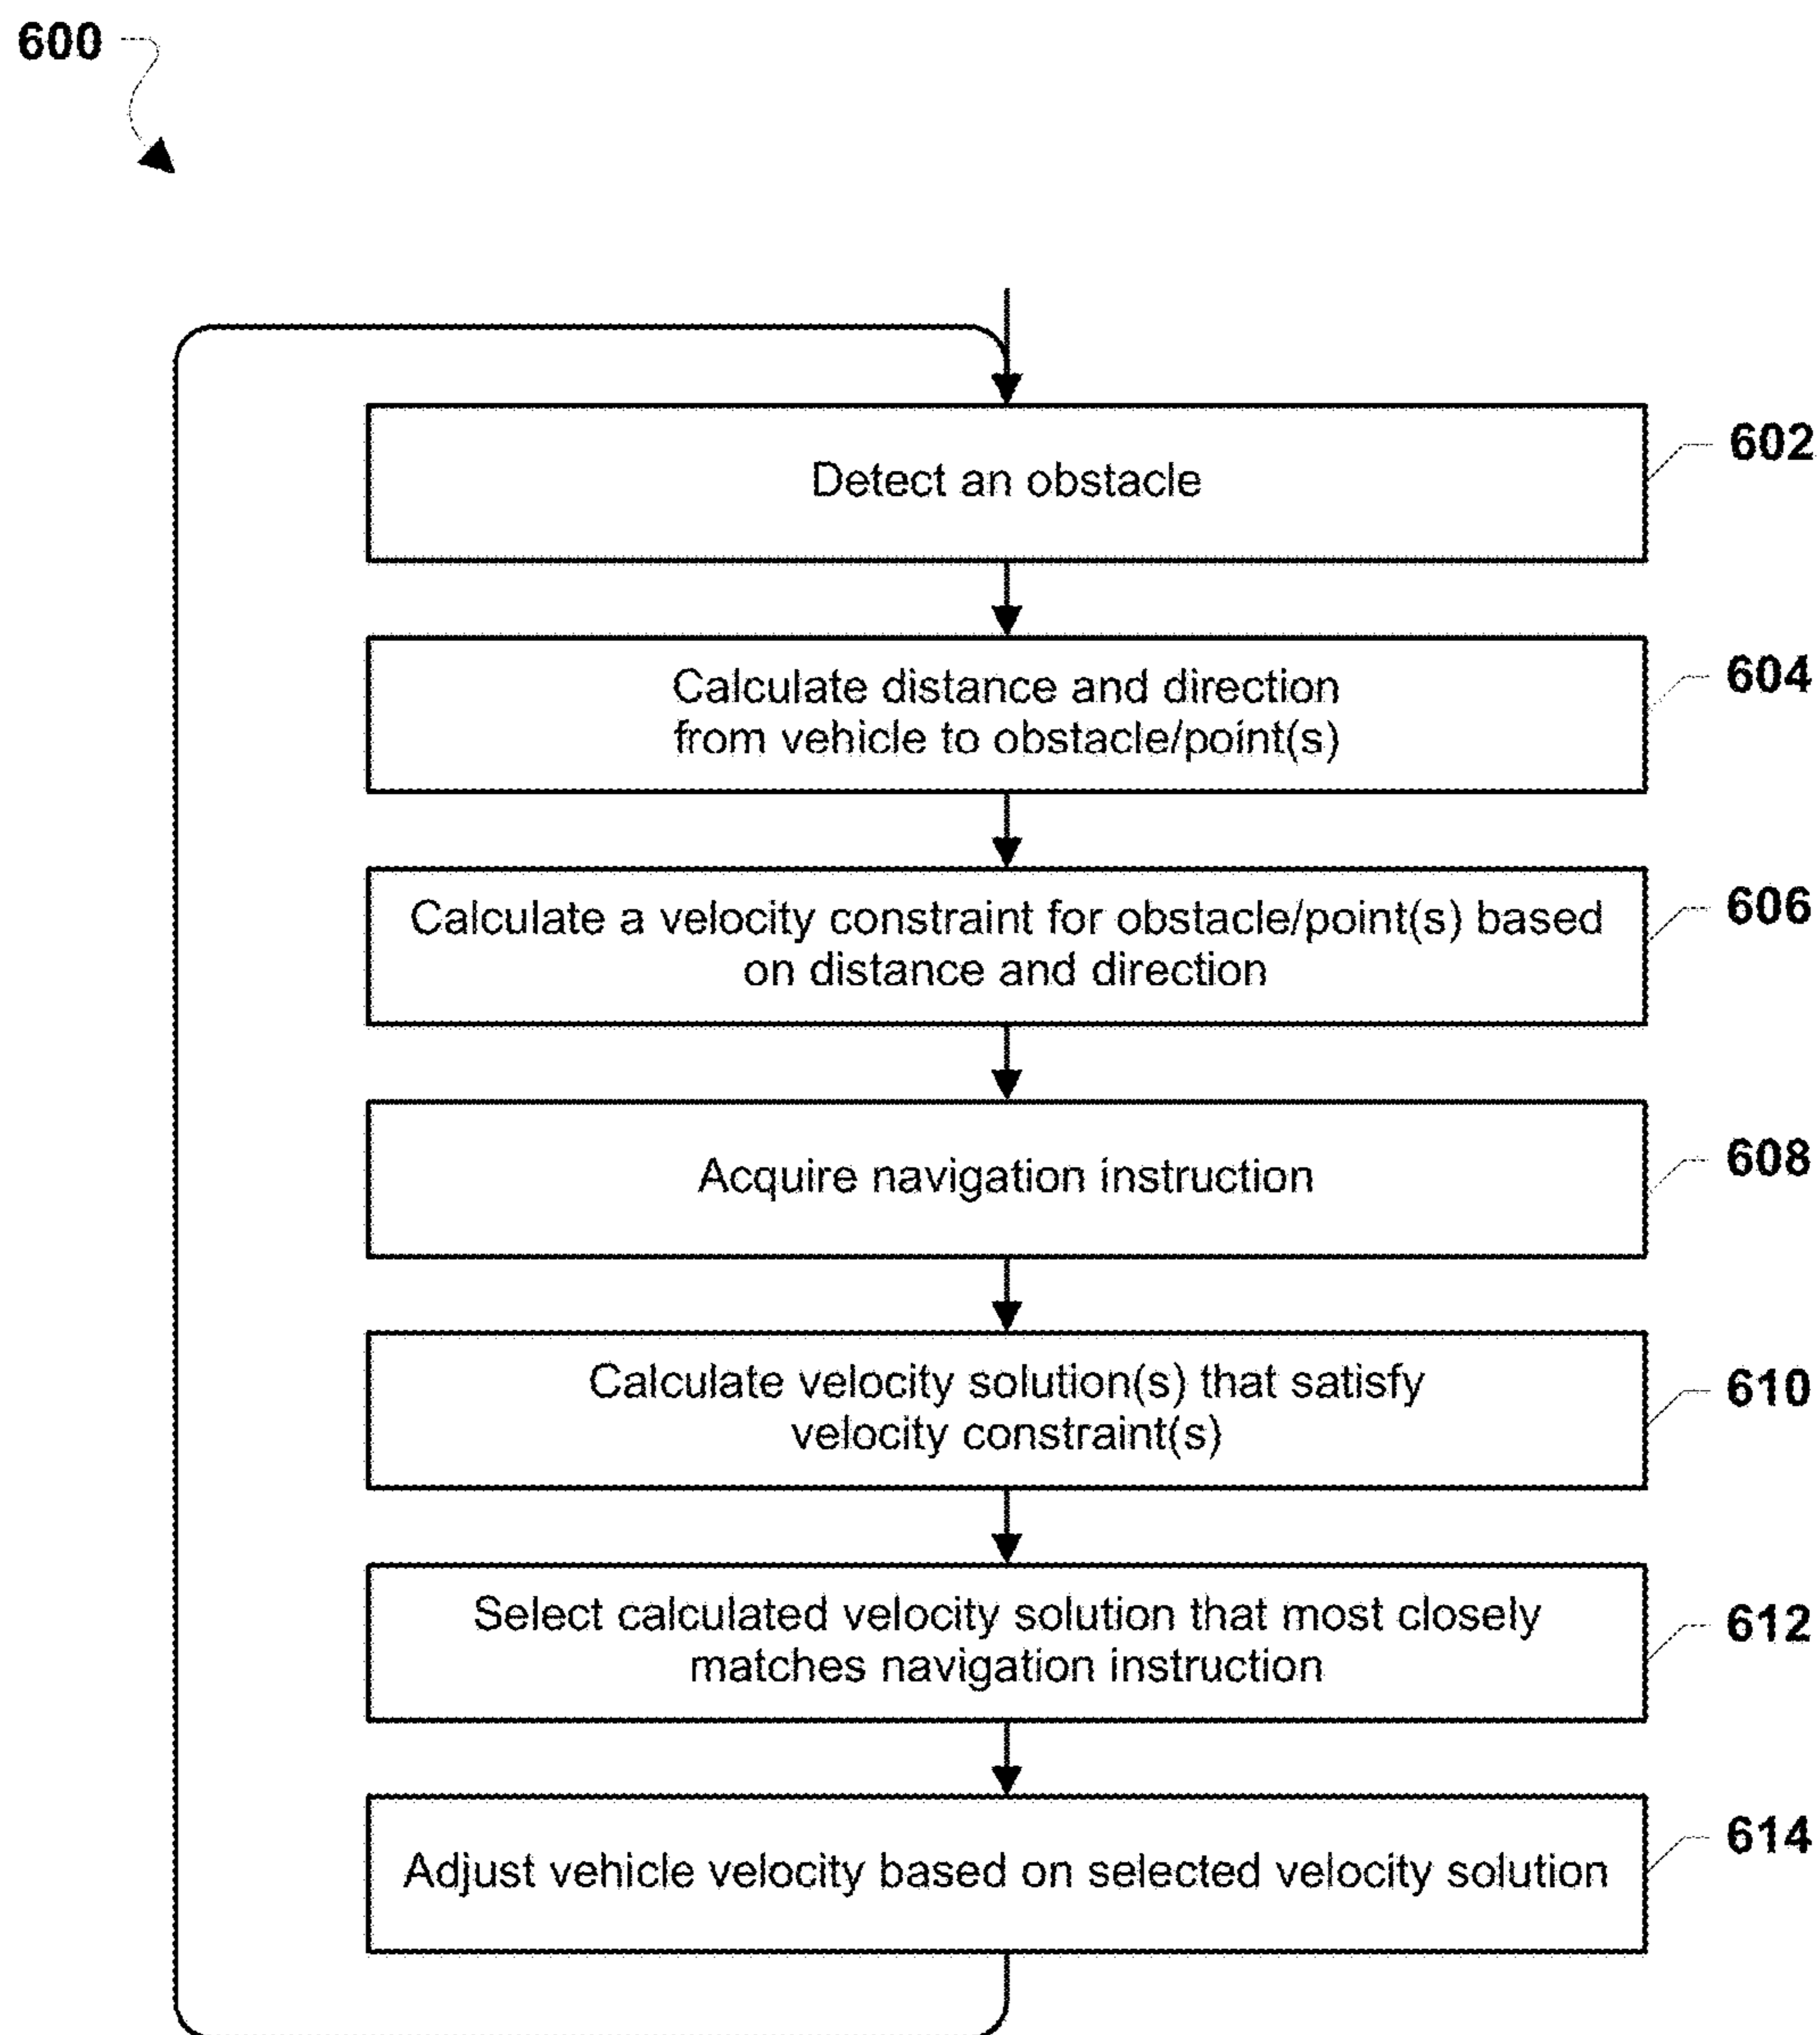 600
Detect an obstacle
602
Calculate distance and direction
from vehicle to obstacle/point(s)
604
Calculate a velocity constraint for obstacle/point(s) based
on distance and direction
606
Acquire navigation instruction
608
Calculate velocity solution(s) that satisfy
velocity constraint(s)
610
Select calculated velocity solution that most closely
matches navigation instruction
612
Adjust vehicle velocity based on selected velocity solution
614